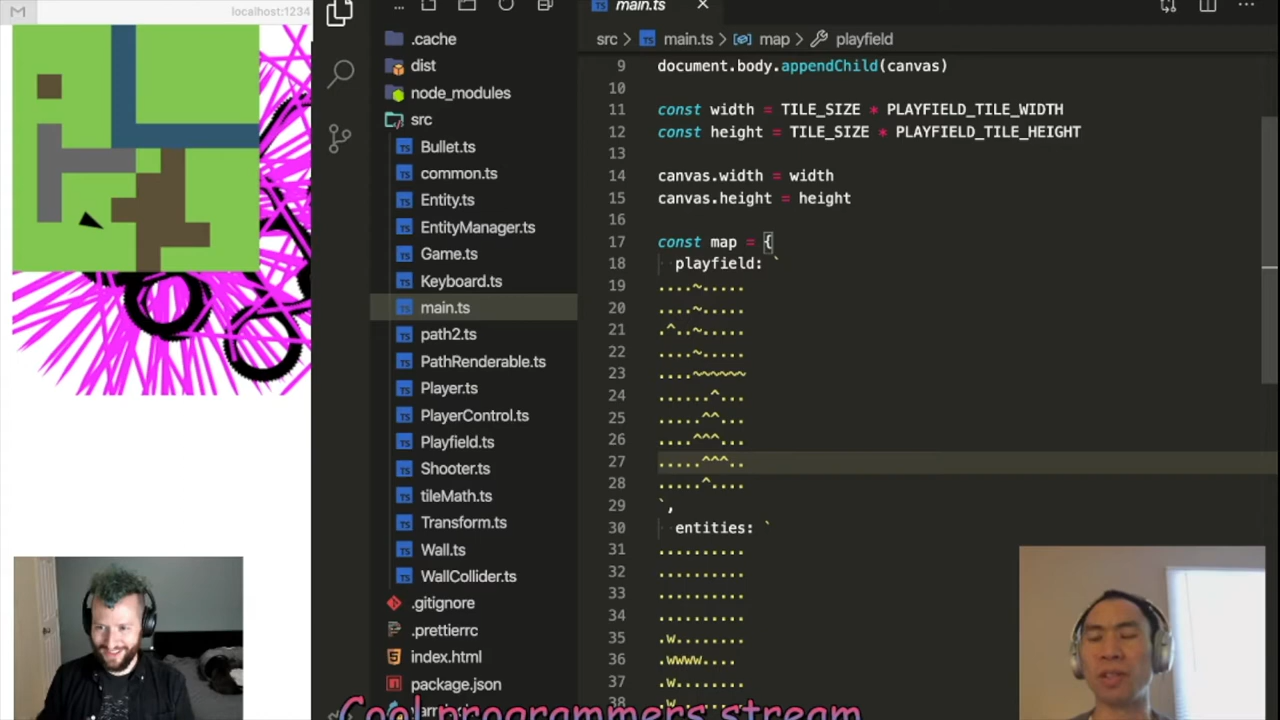 localhost:1234
.cache
dist
node_modules
src
Bullet.ts
common.ts
Entity.ts
EntityManager.ts
Game.ts
Keyboard.ts
main.ts
path2.ts
PathRenderable.ts
Player.ts
PlayerControl.ts
Playfield.ts
Shooter.ts
tileMath.ts
Transform.ts
Wall.ts
WallCollider.ts
.gitignore
.prettierrc
index.html
package.json
main.ts
src > main.ts > map > playfield
9 document.body.appendChild(canvas)
10
11 const width = TILE_SIZE * PLAYFIELD_TILE_WIDTH
12 const height = TILE_SIZE * PLAYFIELD_TILE_HEIGHT
13
14 canvas.width = width
15 canvas.height = height
16
17 const map = {
18 playfield: `
19 ....~.....
20 ....~.....
21 .^..~.....
22 ....~.....
23 ....~~~~~~
24 ......^...
25 .....^^...
26 ....^^^...
27 .....^^^..
28 .....^....
29 `,
30 entities: `
31 ..........
32 ..........
33 ..........
34 ..........
35 .w........
36 .wwww.....
37 .w........
38
Cool programmers stream